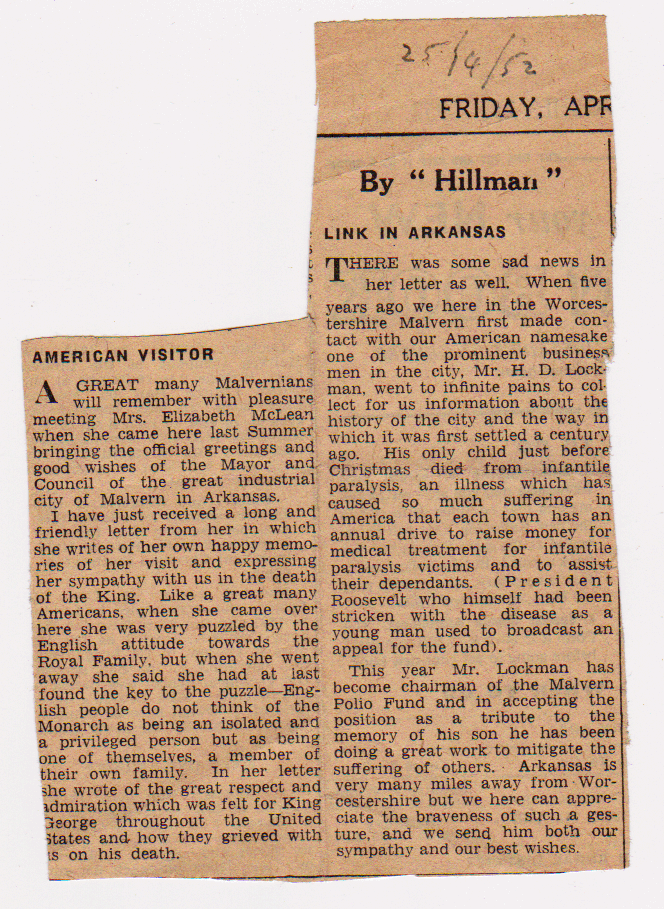 25/4/52
FRIDAY, APR
By “ Hillman ”
AMERICAN VISITOR
A GREAT many Malvernians
will remember with pleasure
meeting Mrs. Elizabeth McLean
when she came here last Summer
bringing the official greetings and
good wishes of the Mayor and
Council of the great industrial
city of Malvern in Arkansas.
I have just received a long and
friendly letter from her in which
she writes of her own happy memo-
ries of her visit and expressing
her sympathy with us in the death
of the King. Like a great many
Americans, when she came over
here she was very puzzled by the
English attitude towards the
Royal Family, but when she went
away she said she had at last
found the key to the puzzle—Eng-
lish people do not think of the
Monarch as being an isolated and
a privileged person but as being
one of themselves, a member of
their own family. In her letter
she wrote of the great respect and
admiration which was felt for King
George throughout the United
States and how they grieved with
us on his death.
LINK IN ARKANSAS
THERE was some sad news in
her letter as well. When five
years ago we here in the Worces-
tershire Malvern first made con-
tact with our American namesake
one of the prominent business
men in the city, Mr. H. D. Lock-
man, went to infinite pains to col-
lect for us information about the
history of the city and the way in
which it was first settled a century
ago. His only child just before
Christmas died from infantile
paralysis, an illness which has
caused so much suffering in
America that each town has an
annual drive to raise money for
medical treatment for infantile
paralysis victims and to assist
their dependants. (President
Roosevelt who himself had been
stricken with the disease as a
young man used to broadcast an
appeal for the fund).
This year Mr. Lockman has
become chairman of the Malvern
Polio Fund and in accepting the
position as a tribute to the
memory of his son he has been
doing a great work to mitigate the
suffering of others. Arkansas is
very many miles away from Wor-
cestershire but we here can appre-
ciate the braveness of such a ges-
ture, and we send him both our
sympathy and our best wishes.